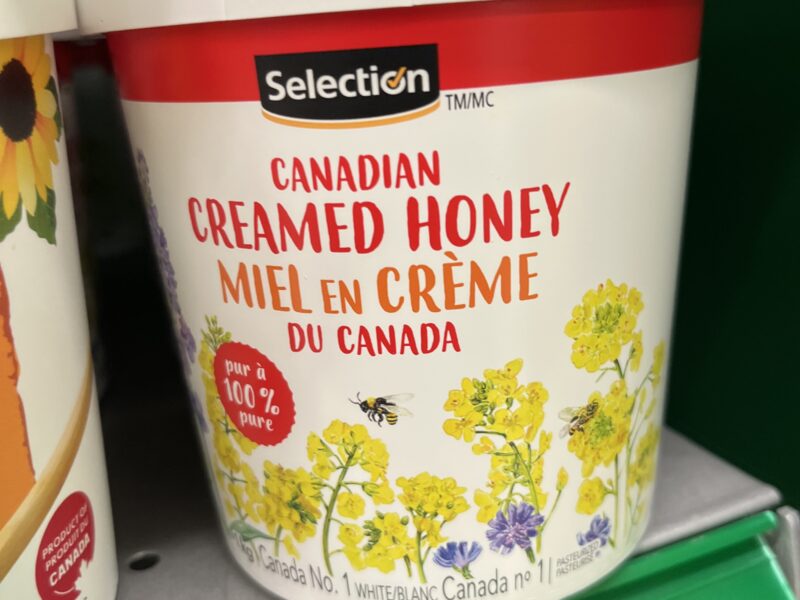 Selection
TM/MC
CANADIAN
CREAMED HONEY
MIEL EN CRÈME
DU CANADA
pur à
100 %
pure
PRODUCT OF
PRODUIT DU
CANADA
kg Canada No. 1 WHITE/BLANC Canada nº 1
PASTEURIZED
PASTEURISÉ